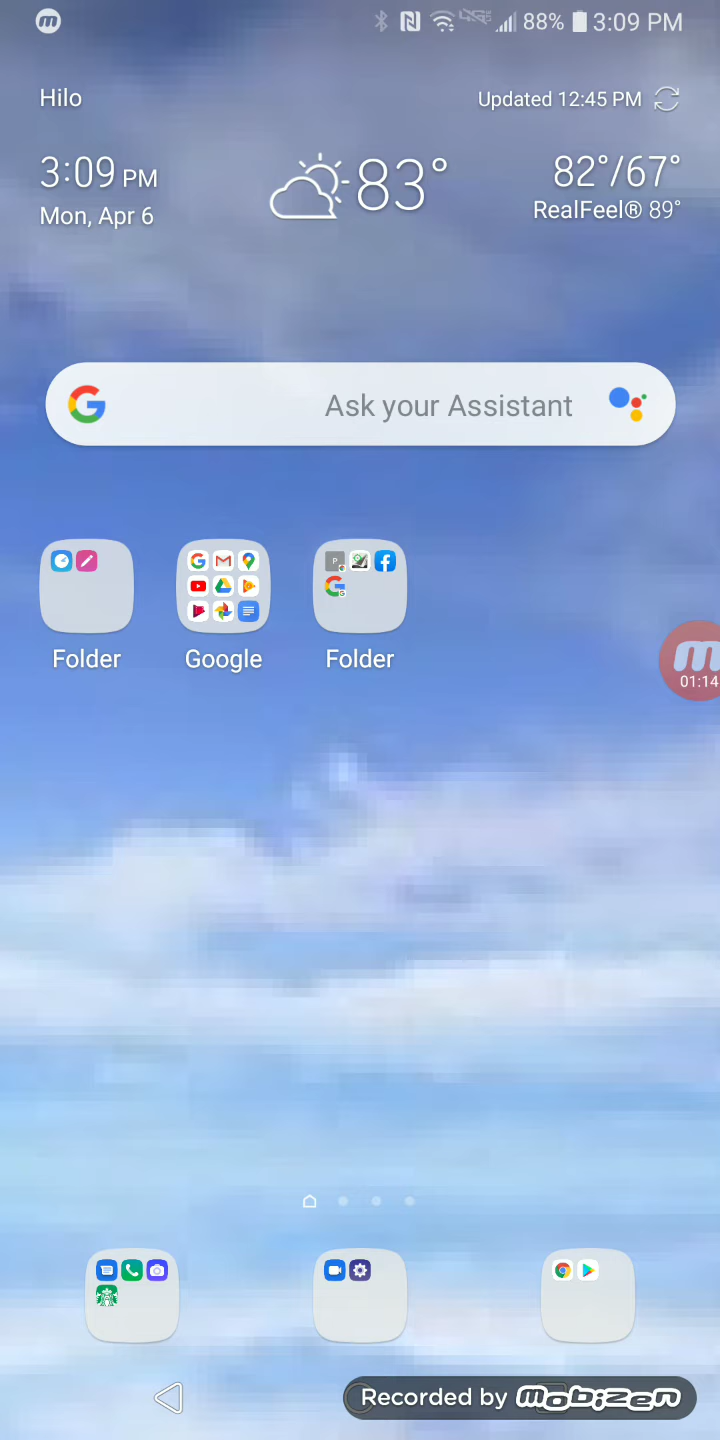 88% 3:09 PM
Hilo
Updated 12:45 PM
3:09 PM
83°
82°/67°
Mon, Apr 6
RealFeel® 89°
Ask your Assistant
Folder
Google
Folder
01:14
Recorded by mobizen